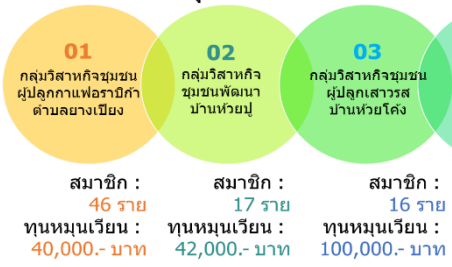 01
กลุ่มวิสาหกิจชุมชน
ผู้ปลูกกาแฟอราบิก้า
ตำบลยางเปียง
สมาชิก :
46 ราย
ทุนหมุนเวียน :
40,000.- บาท
02
กลุ่มวิสาหกิจ
ชุมชนพัฒนา
บ้านห้วยปู
สมาชิก :
17 ราย
ทุนหมุนเวียน :
42,000.- บาท
03
กลุ่มวิสาหกิจชุมชน
ผู้ปลูกเสาวรส
บ้านห้วยโค้ง
สมาชิก :
16 ราย
ทุนหมุนเวียน :
100,000.- บาท